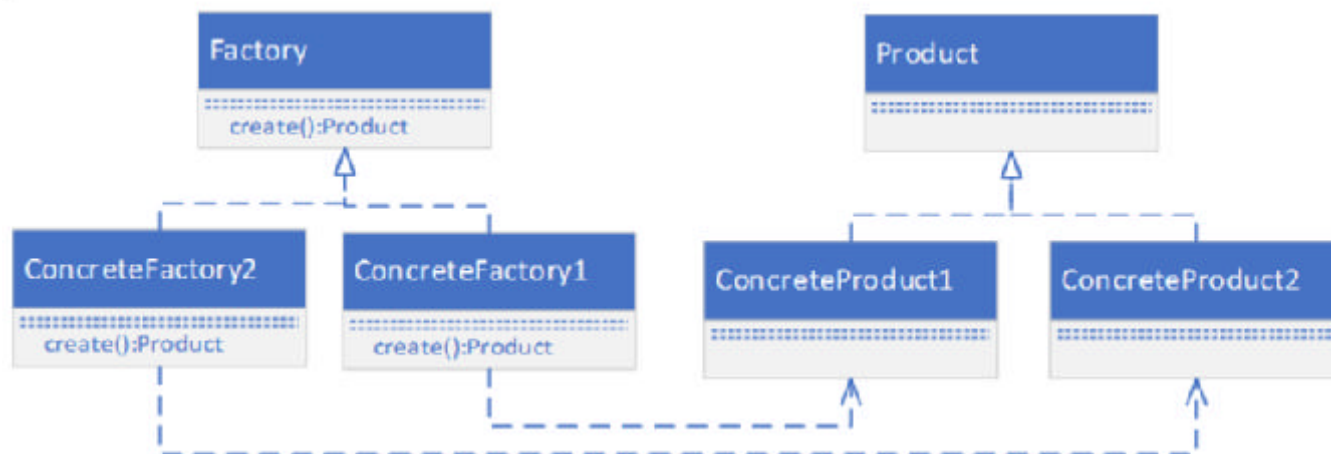 Factory
create():Product
Product
ConcreteFactory2
create():Product
ConcreteFactory1
create():Product
ConcreteProduct1
ConcreteProduct2